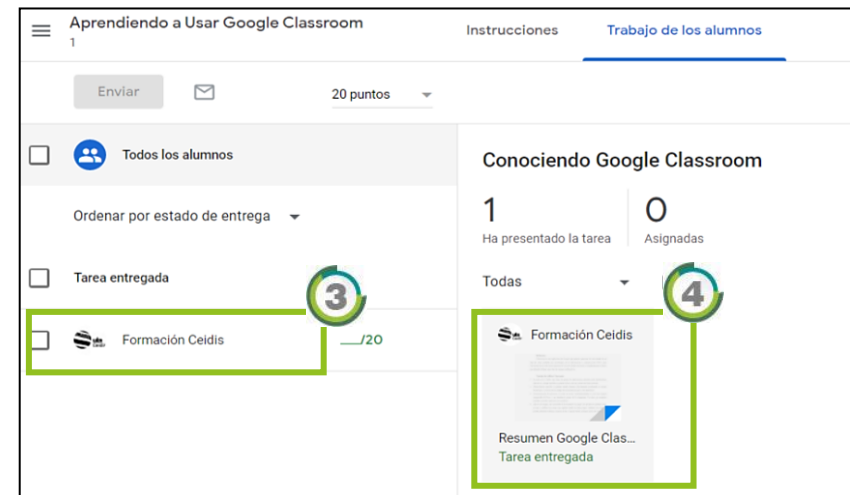 Aprendiendo a Usar Google Classroom
1
Instrucciones
Trabajo de los alumnos
Enviar
20 puntos
Todos los alumnos
Ordenar por estado de entrega
Tarea entregada
3
Formación Ceidis
__/20
Conociendo Google Classroom
1
Ha presentado la tarea
0
Asignadas
Todas
4
Formación Ceidis
Resumen Google Clas...
Tarea entregada